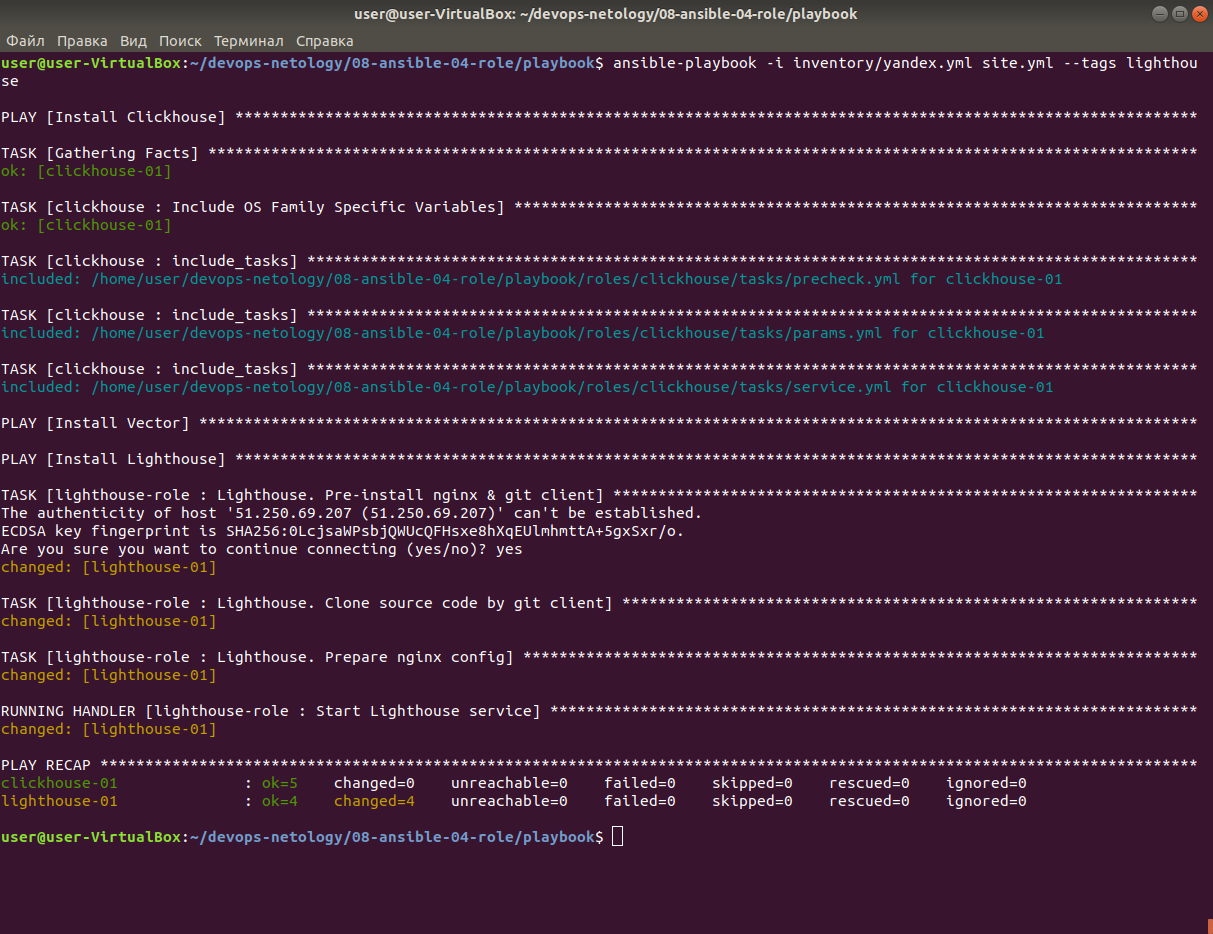 user@user-VirtualBox: ~/devops-netology/08-ansible-04-role/playbook
Файл Правка Вид Поиск Терминал Справка
user@user-VirtualBox:~/devops-netology/08-ansible-04-role/playbook$ ansible-playbook -i inventory/yandex.yml site.yml --tags lighthou
se
PLAY [Install Clickhouse] ***********************************************************************************************************
TASK [Gathering Facts] **************************************************************************************************************
ok: [clickhouse-01]
TASK [clickhouse : Include OS Family Specific Variables] ****************************************************************************
ok: [clickhouse-01]
TASK [clickhouse : include_tasks] ***************************************************************************************************
included: /home/user/devops-netology/08-ansible-04-role/playbook/roles/clickhouse/tasks/precheck.yml for clickhouse-01
TASK [clickhouse : include_tasks] ***************************************************************************************************
included: /home/user/devops-netology/08-ansible-04-role/playbook/roles/clickhouse/tasks/params.yml for clickhouse-01
TASK [clickhouse : include_tasks] ***************************************************************************************************
included: /home/user/devops-netology/08-ansible-04-role/playbook/roles/clickhouse/tasks/service.yml for clickhouse-01
PLAY [Install Vector] ***************************************************************************************************************
PLAY [Install Lighthouse] ***********************************************************************************************************
TASK [lighthouse-role : Lighthouse. Pre-install nginx & git client] *****************************************************************
The authenticity of host '51.250.69.207 (51.250.69.207)' can't be established.
ECDSA key fingerprint is SHA256:0LcjsaWPsbjQWUcQFHsxe8hXqEUlmhmttA+5gxSxr/o.
Are you sure you want to continue connecting (yes/no)? yes
changed: [lighthouse-01]
TASK [lighthouse-role : Lighthouse. Clone source code by git client] ****************************************************************
changed: [lighthouse-01]
TASK [lighthouse-role : Lighthouse. Prepare nginx config] ***************************************************************************
changed: [lighthouse-01]
RUNNING HANDLER [lighthouse-role : Start Lighthouse service] ************************************************************************
changed: [lighthouse-01]
PLAY RECAP **************************************************************************************************************************
clickhouse-01 : ok=5 changed=0 unreachable=0 failed=0 skipped=0 rescued=0 ignored=0
lighthouse-01 : ok=4 changed=4 unreachable=0 failed=0 skipped=0 rescued=0 ignored=0
user@user-VirtualBox:~/devops-netology/08-ansible-04-role/playbook$